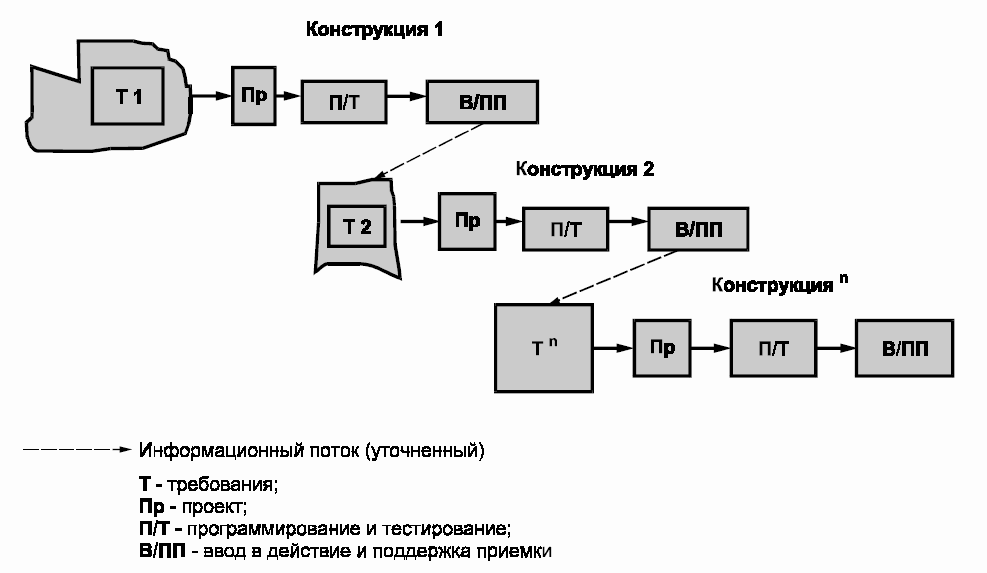 Конструкция 1
Т 1
Пр
П/Т
В/ПП
Конструкция 2
Т 2
Пр
П/Т
В/ПП
Конструкция n
Т n
Пр
П/Т
В/ПП
Информационный поток (уточненный)
Т - требования;
Пр - проект;
П/Т - программирование и тестирование;
В/ПП - ввод в действие и поддержка приемки